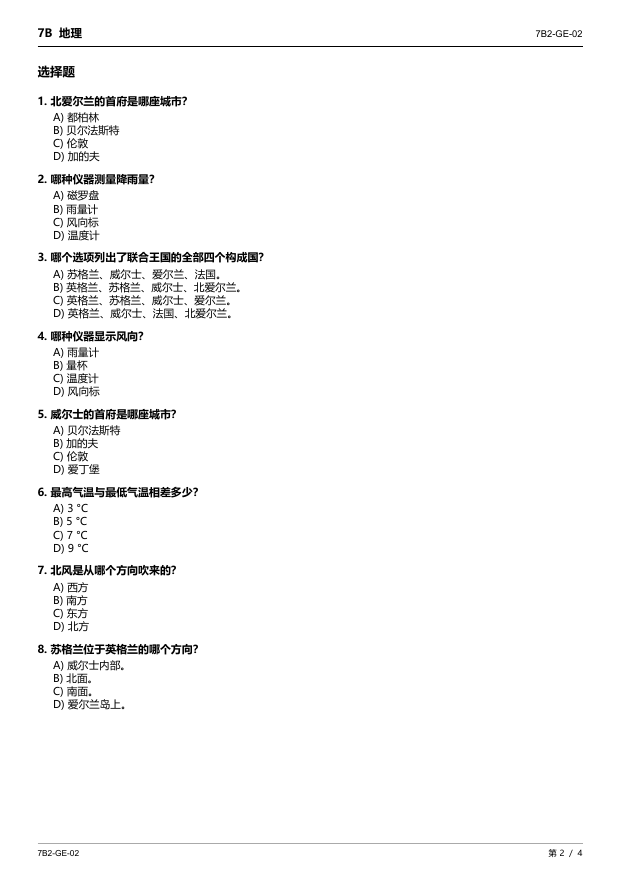 7B 地理
7B2-GE-02
选择题
1. 北爱尔兰的首府是哪座城市?
A) 都柏林
B) 贝尔法斯特
C) 伦敦
D) 加的夫
2. 哪种仪器测量降雨量?
A) 磁罗盘
B) 雨量计
C) 风向标
D) 温度计
3. 哪个选项列出了联合王国的全部四个构成国?
A) 苏格兰、威尔士、爱尔兰、法国。
B) 英格兰、苏格兰、威尔士、北爱尔兰。
C) 英格兰、苏格兰、威尔士、爱尔兰。
D) 英格兰、威尔士、法国、北爱尔兰。
4. 哪种仪器显示风向?
A) 雨量计
B) 量杯
C) 温度计
D) 风向标
5. 威尔士的首府是哪座城市?
A) 贝尔法斯特
B) 加的夫
C) 伦敦
D) 爱丁堡
6. 最高气温与最低气温相差多少?
A) 3 °C
B) 5 °C
C) 7 °C
D) 9 °C
7. 北风是从哪个方向吹来的?
A) 西方
B) 南方
C) 东方
D) 北方
8. 苏格兰位于英格兰的哪个方向?
A) 威尔士内部。
B) 北面。
C) 南面。
D) 爱尔兰岛上。
7B2-GE-02
第 2 / 4